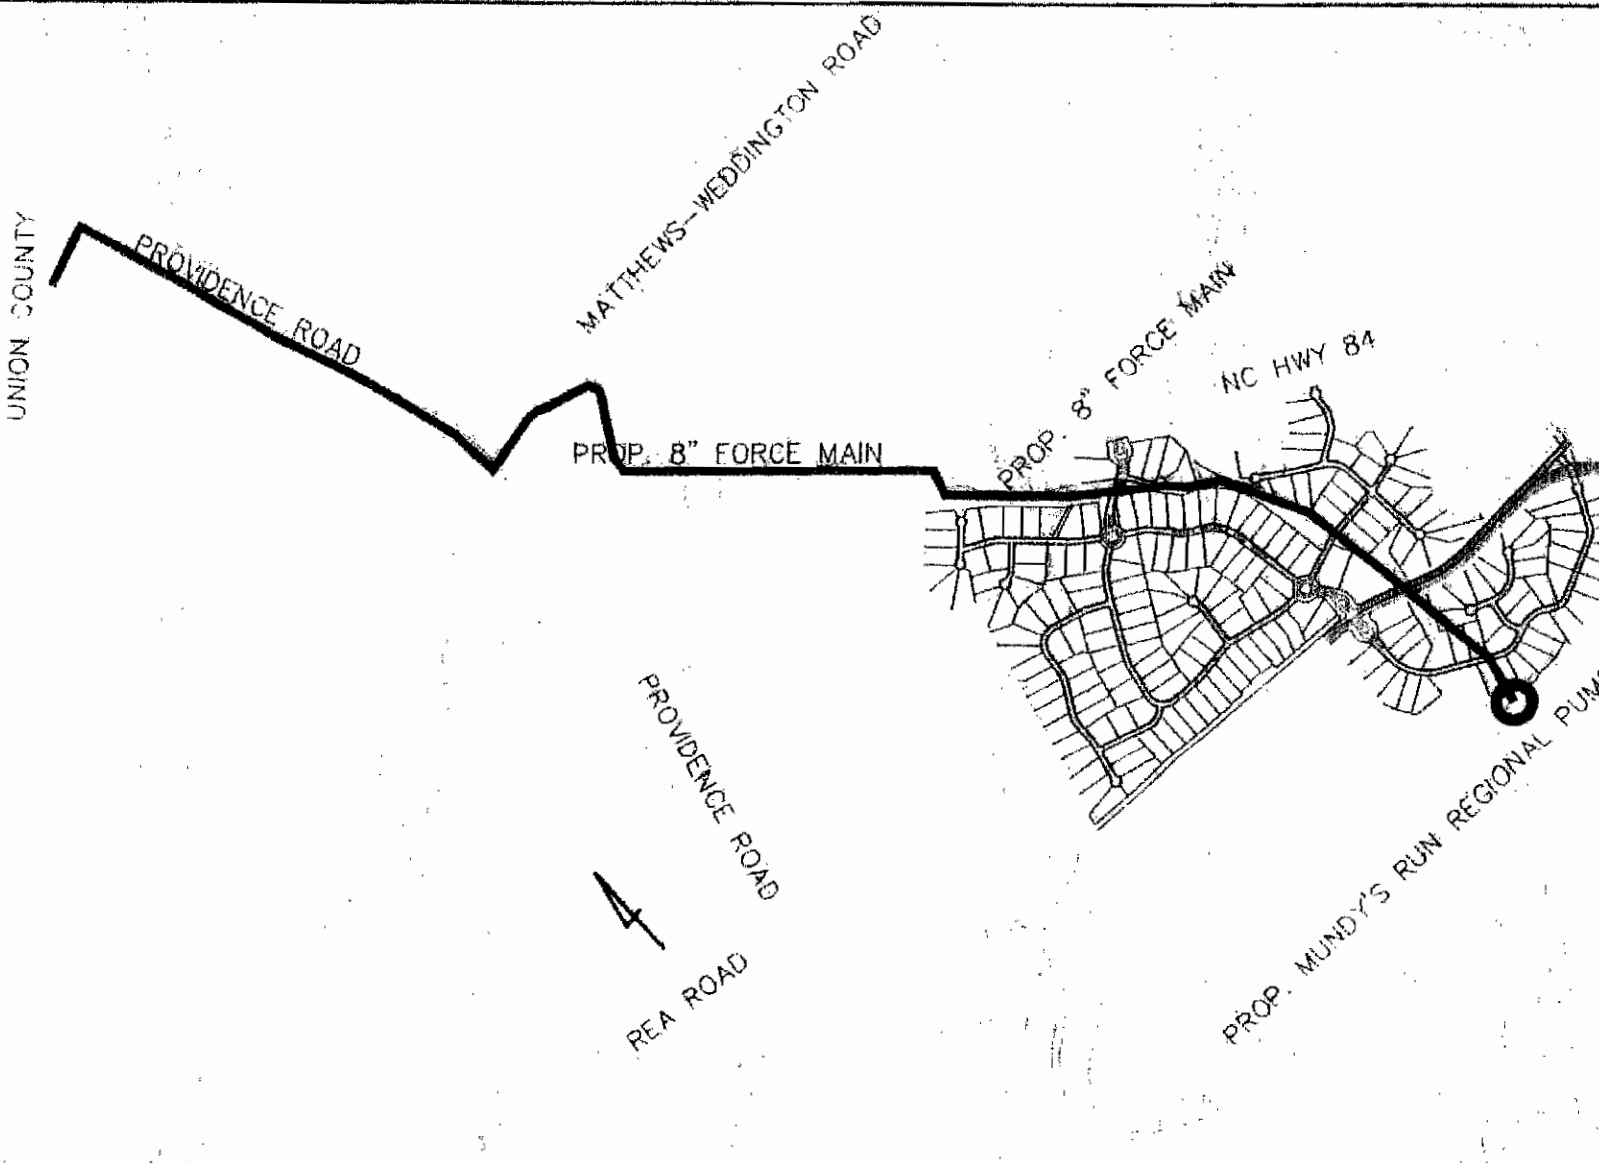 MATTHEWS-WEDDINGTON ROAD
UNION COUNTY
PROVIDENCE ROAD
PROP. 8" FORCE MAIN
PROP. 8" FORCE MAIN
NC HWY 84
PROVIDENCE ROAD
REA ROAD
PROP. MUNDY'S RUN REGIONAL